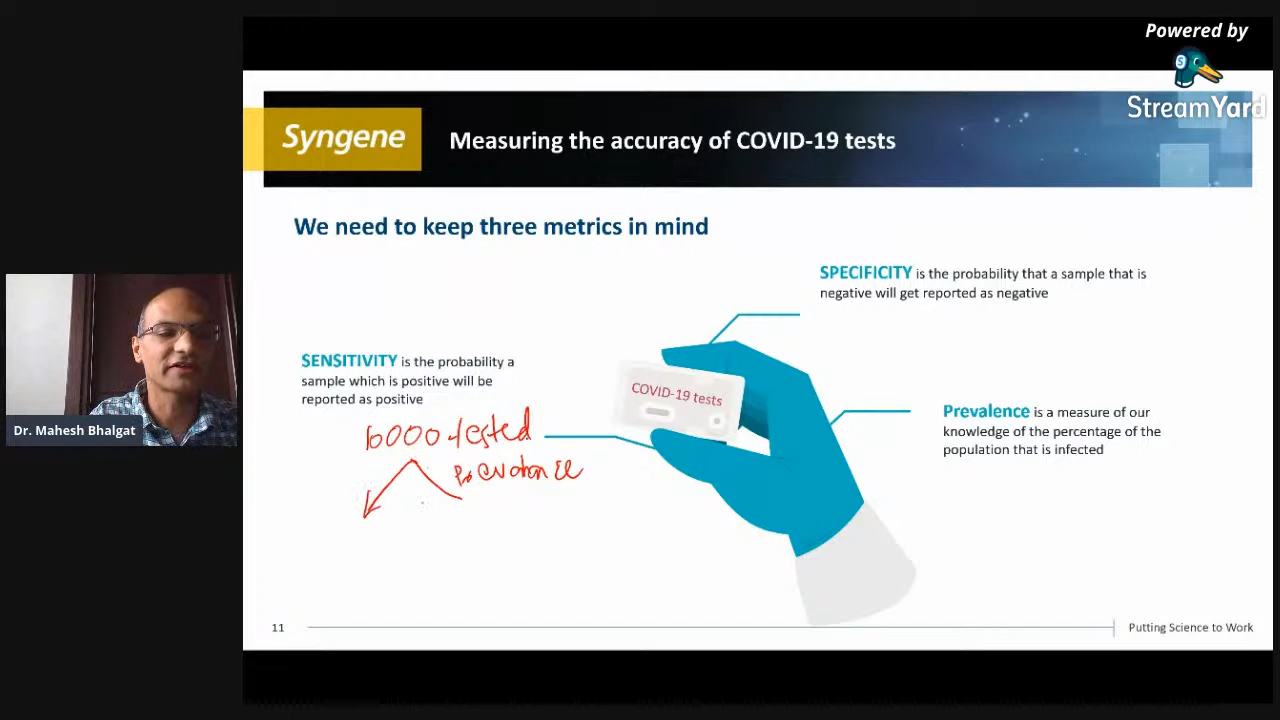 Powered by
StreamYard
Syngene
Measuring the accuracy of COVID-19 tests
We need to keep three metrics in mind
SPECIFICITY is the probability that a sample that is
negative will get reported as negative
SENSITIVITY is the probability a
sample which is positive will be
reported as positive
COVID-19 tests
Prevalence is a measure of our
knowledge of the percentage of the
population that is infected
10000 tested
Dr. Mahesh Bhalgat
11
Putting Science to Work